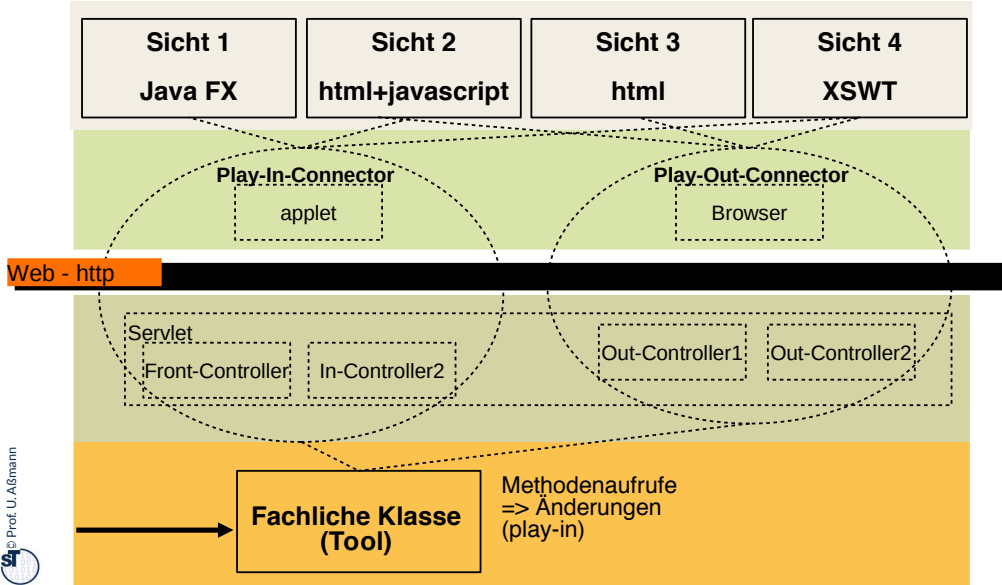 Sicht 1
Java FX
Sicht 2
html+javascript
Sicht 3
html
Sicht 4
XSWT
Play-In-Connector
applet
Play-Out-Connector
Browser
Web - http
Servlet
Front-Controller
In-Controller2
Out-Controller1
Out-Controller2
Fachliche Klasse
(Tool)
Methodenaufrufe
=> Änderungen
(play-in)
© Prof. U. Aßmann
ST